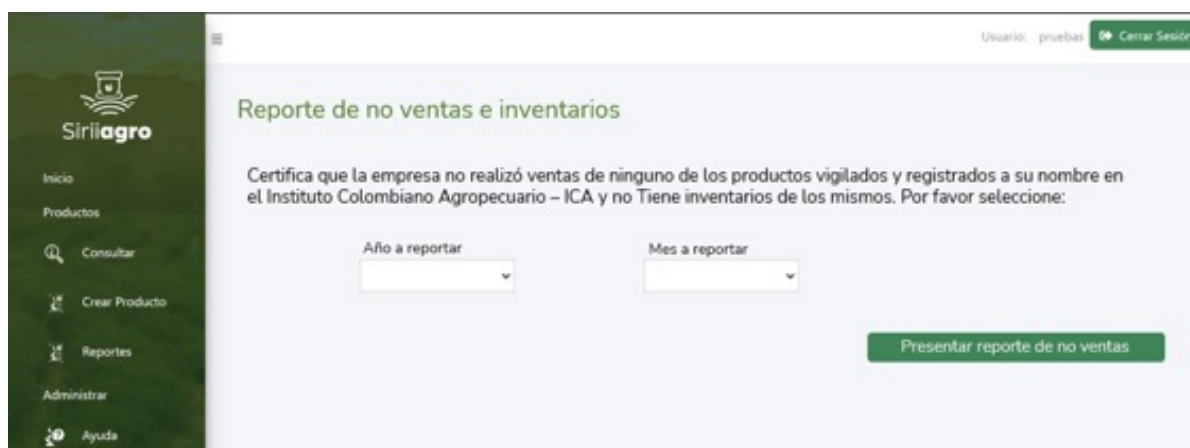 Usuario: pruebas Cerrar Sesión
Siriiagro
Inicio
Productos
Consultar
Crear Producto
Reportes
Administrar
Ayuda
Reporte de no ventas e inventarios
Certifica que la empresa no realizó ventas de ninguno de los productos vigilados y registrados a su nombre en
el Instituto Colombiano Agropecuario – ICA y no Tiene inventarios de los mismos. Por favor seleccione:
Año a reportar Mes a reportar
Presentar reporte de no ventas